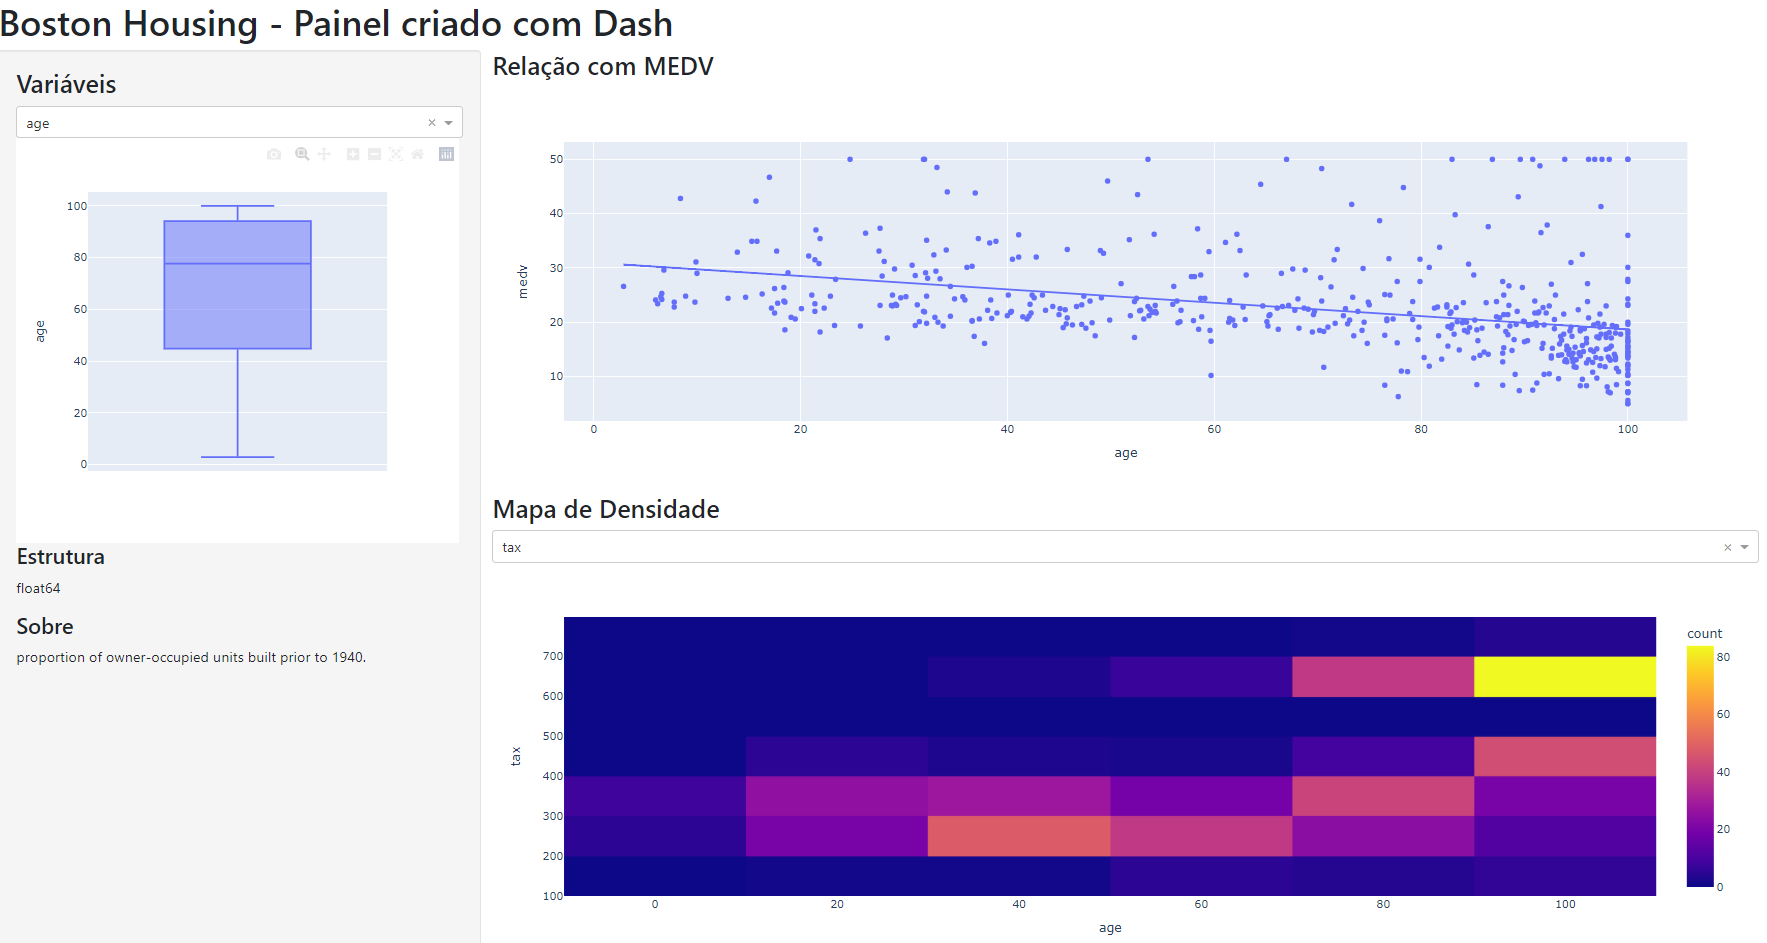 Boston Housing - Painel criado com Dash
Variáveis
age
100
80
60
40
20
0
age
Estrutura
float64
Sobre
proportion of owner-occupied units built prior to 1940.
Relação com MEDV
50
40
30
20
10
medv
0 20 40 60 80 100
age
Mapa de Densidade
tax
700
600
500
400
300
200
100
tax
0 20 40 60 80 100
age
count
80
60
40
20
0